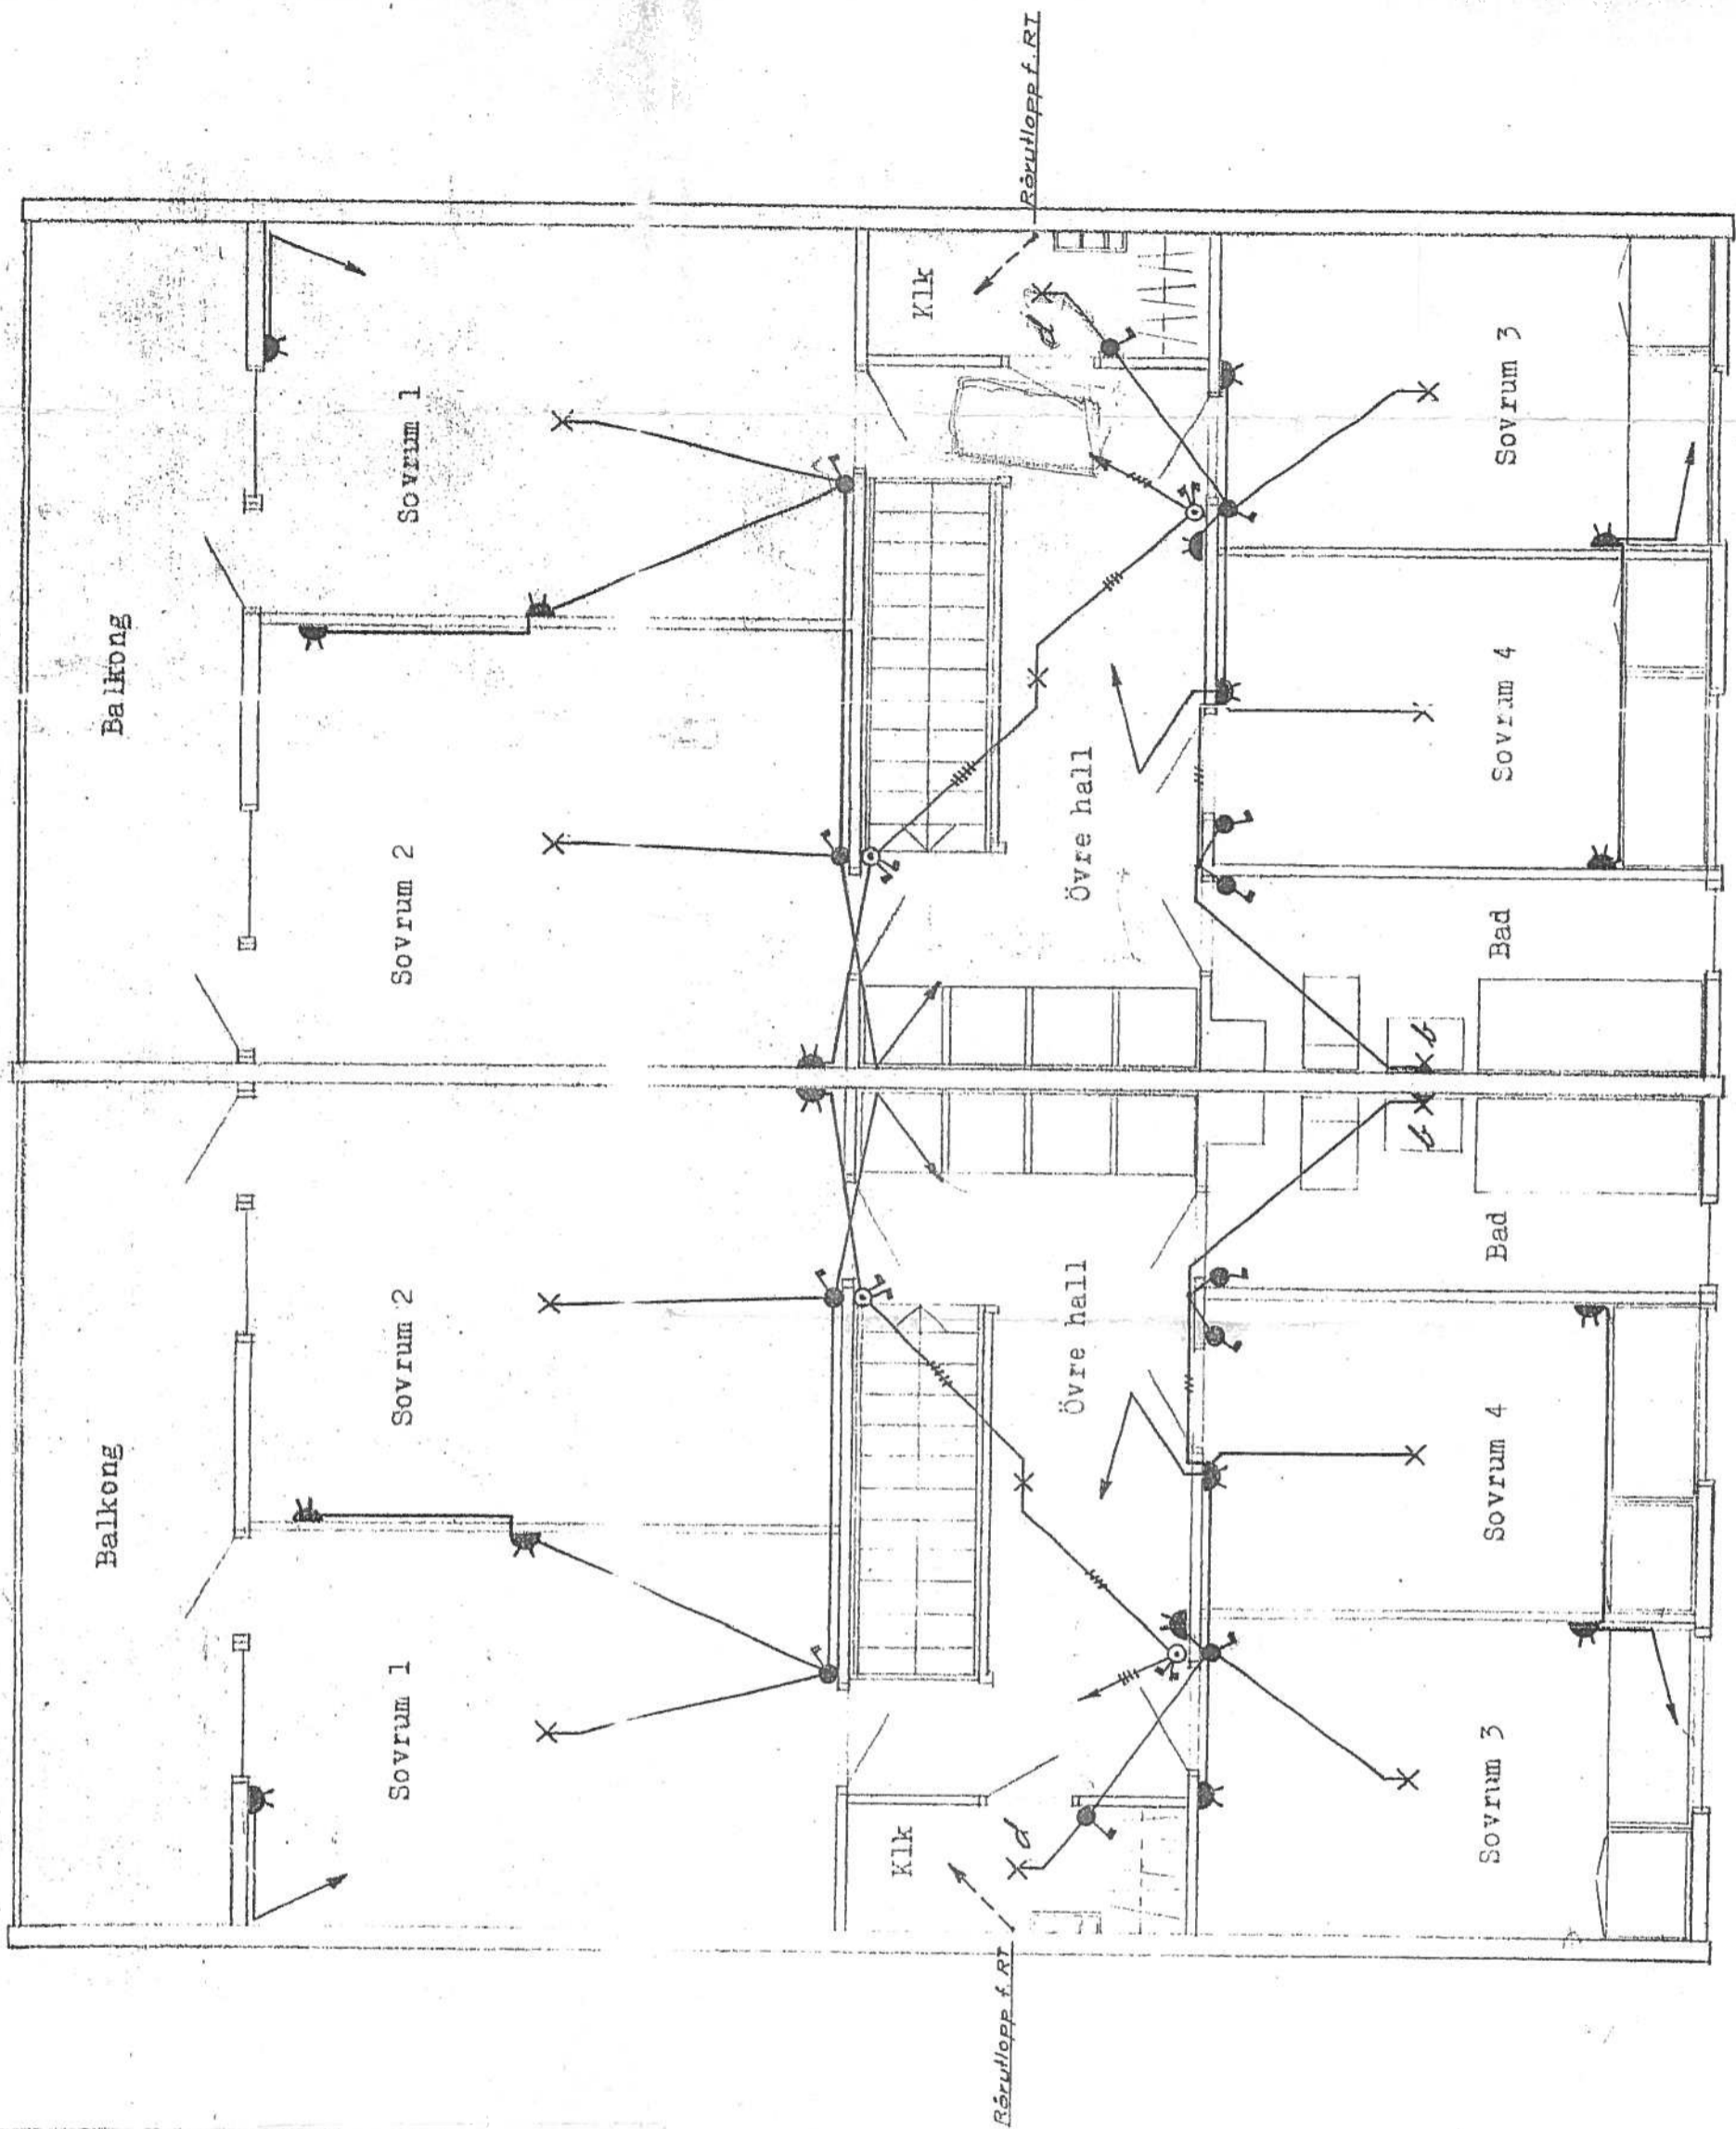 Balkong
Balkong
Sovrum 1
Sovrum 2
Sovrum 2
Sovrum 1
Klk
d
Övre hall
Övre hall
Klk
d
Rörutlopp f. RT
Rörutlopp f. RT
Sovrum 3
Sovrum 4
Bad
b
b
Bad
Sovrum 4
Sovrum 3